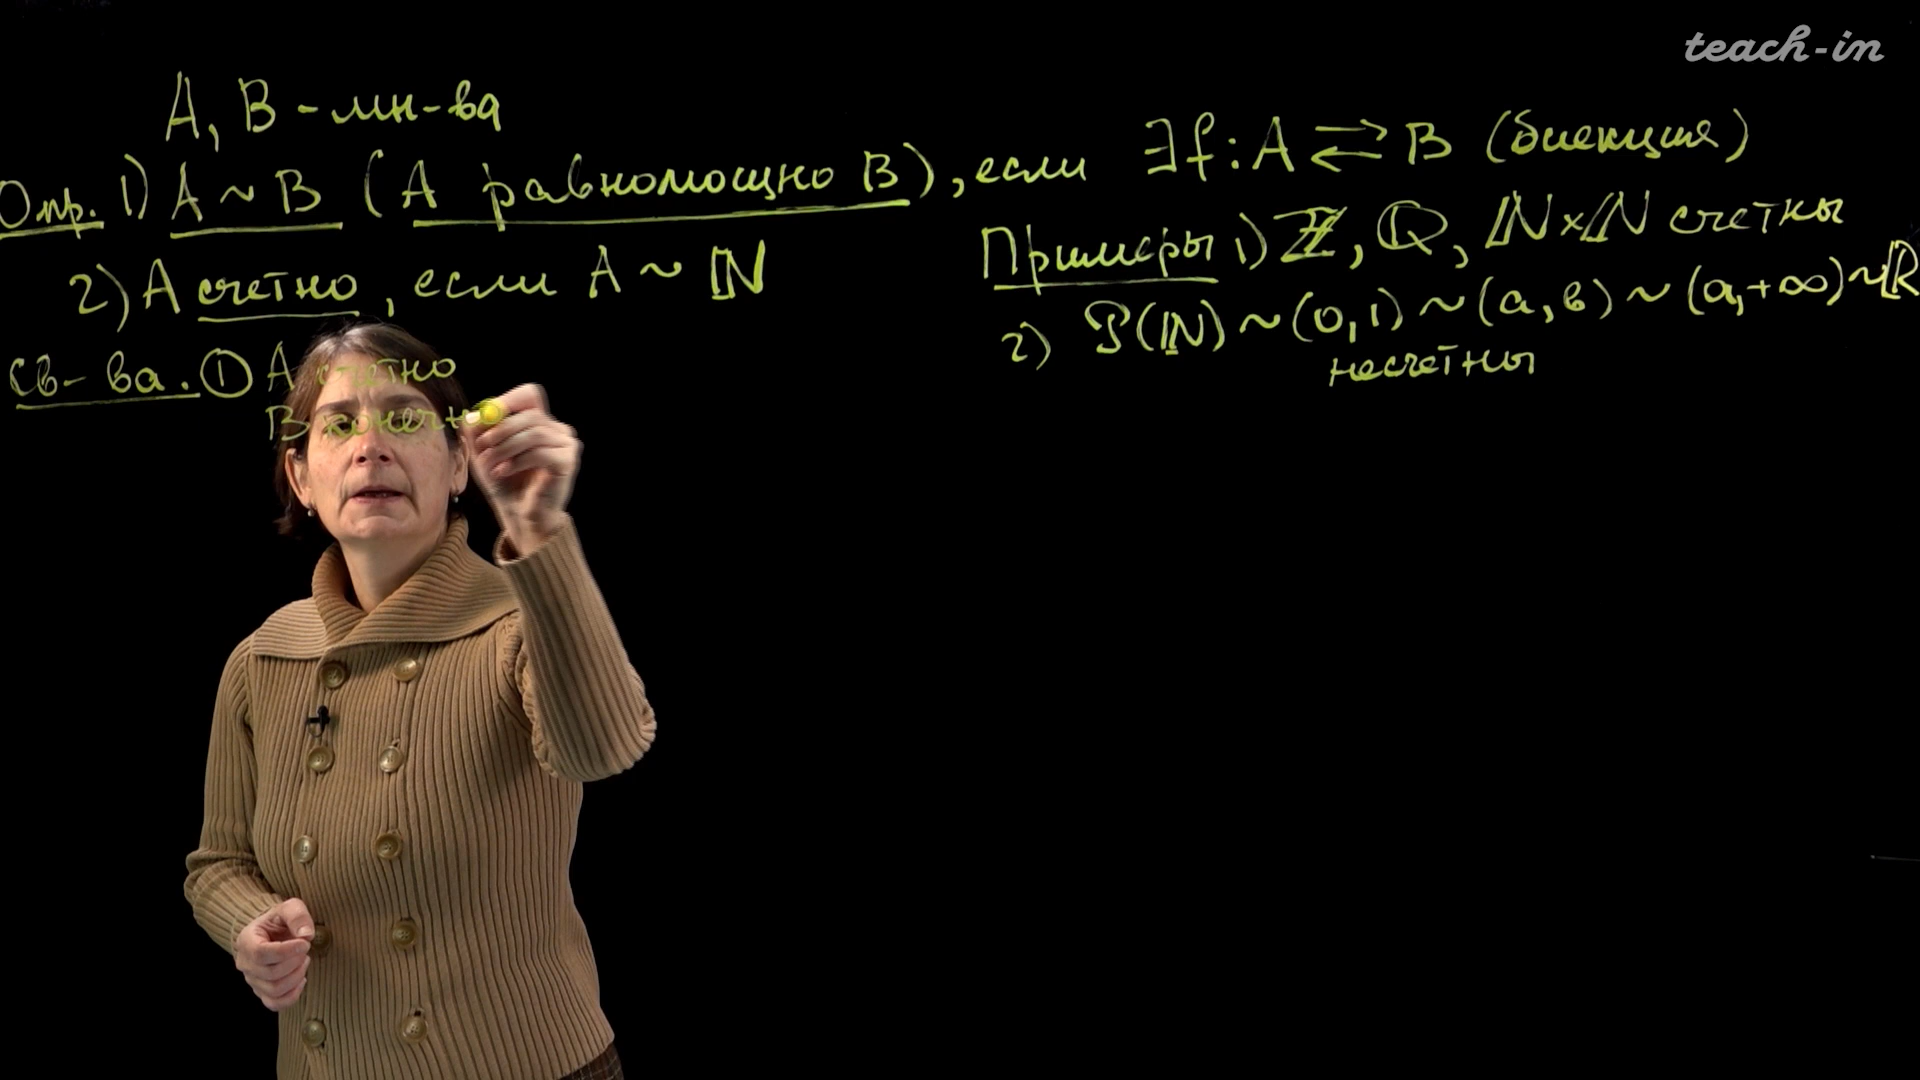 teach-in
A, B - мн-ва
Опр. 1) A ~ B (A равномощно B), если ∃ f: A ⇄ B (биекция)
2) A счетно, если A ~ ℕ
Примеры 1) ℤ, ℚ, ℕ×ℕ счетны
2) P(ℕ) ~ (0,1) ~ (a, b) ~ (a, +∞) ~ ℝ
несчетны
Св-ва. ① A счетно
B конечно